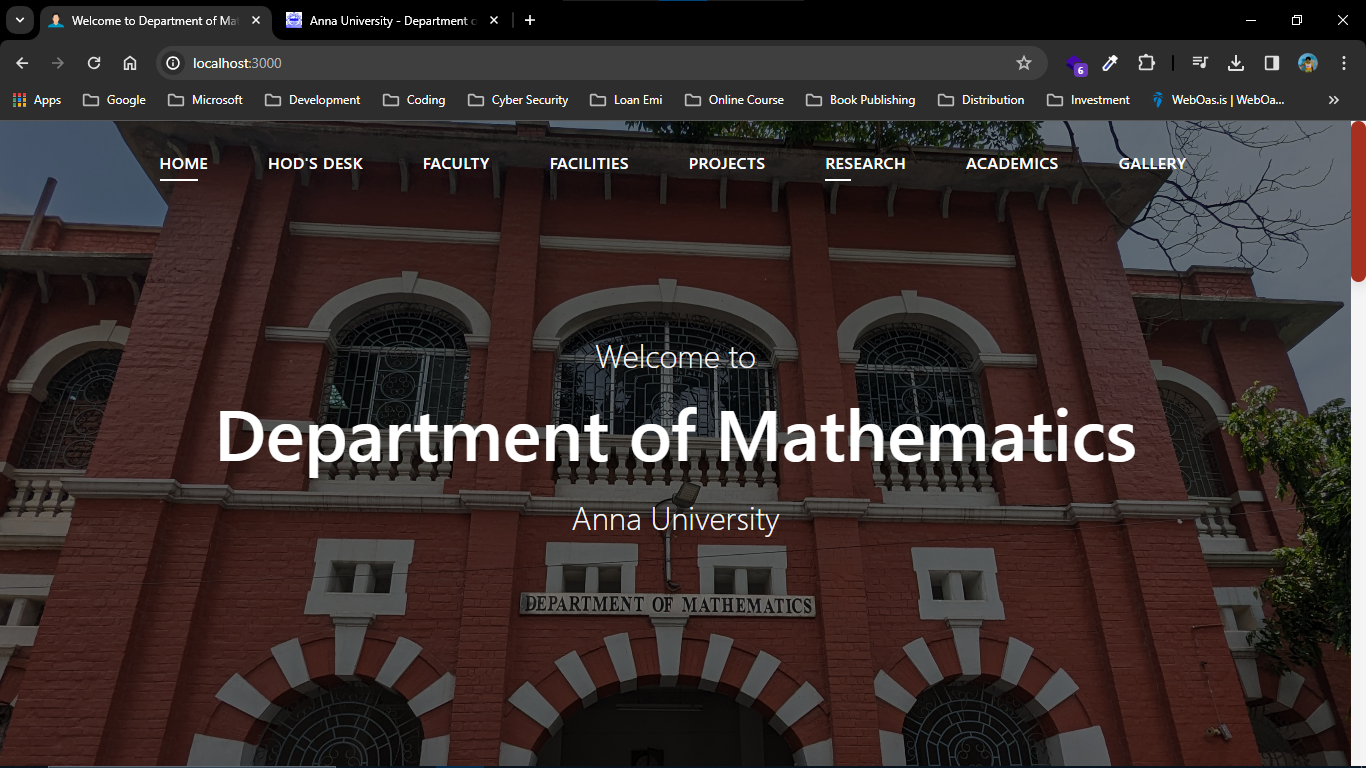 Welcome to Department of Mat
Anna University - Department o
localhost:3000
6
Apps
Google
Microsoft
Development
Coding
Cyber Security
Loan Emi
Online Course
Book Publishing
Distribution
Investment
WebOas.is | WebOa...
HOME
HOD'S DESK
FACULTY
FACILITIES
PROJECTS
RESEARCH
ACADEMICS
GALLERY
Welcome to
Department of Mathematics
Anna University
DEPARTMENT OF MATHEMATICS